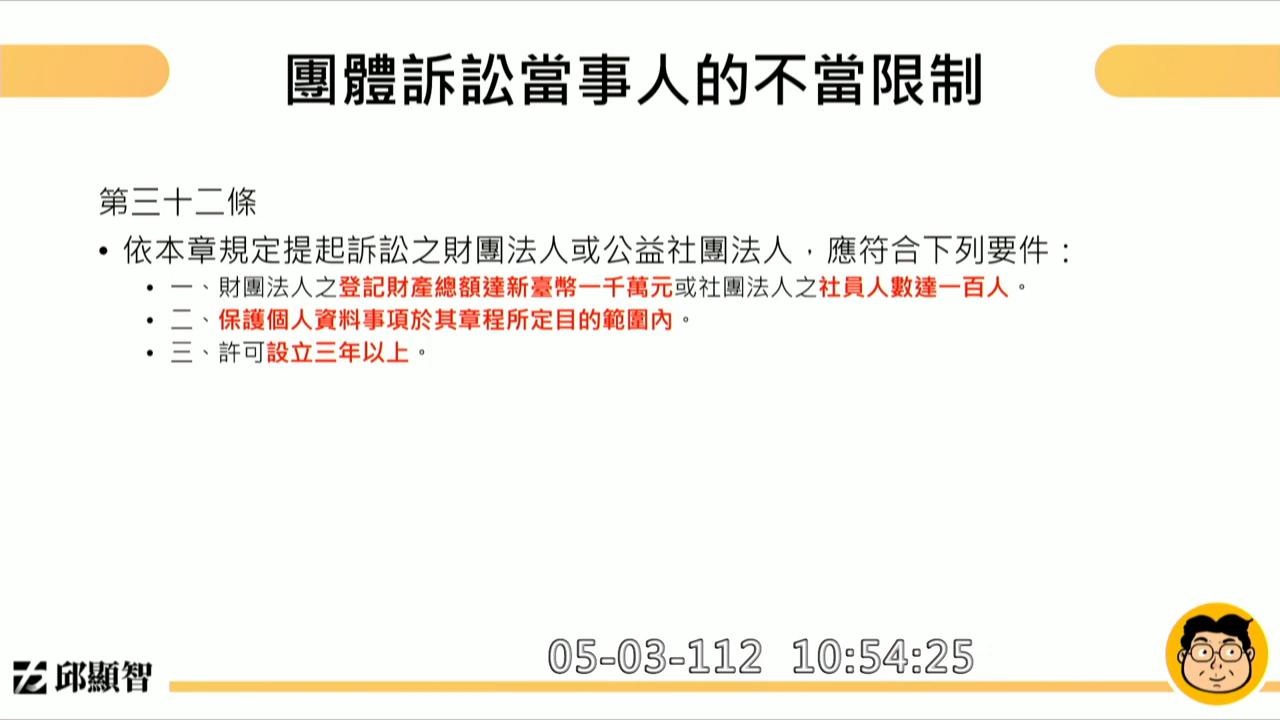 團體訴訟當事人的不當限制
第三十二條
• 依本章規定提起訴訟之財團法人或公益社團法人，應符合下列要件：
• 一、財團法人之登記財產總額達新臺幣一千萬元或社團法人之社員人數達一百人。
• 二、保護個人資料事項於其章程所定目的範圍內。
• 三、許可設立三年以上。
05-03-112 10:54:25
邱顯智